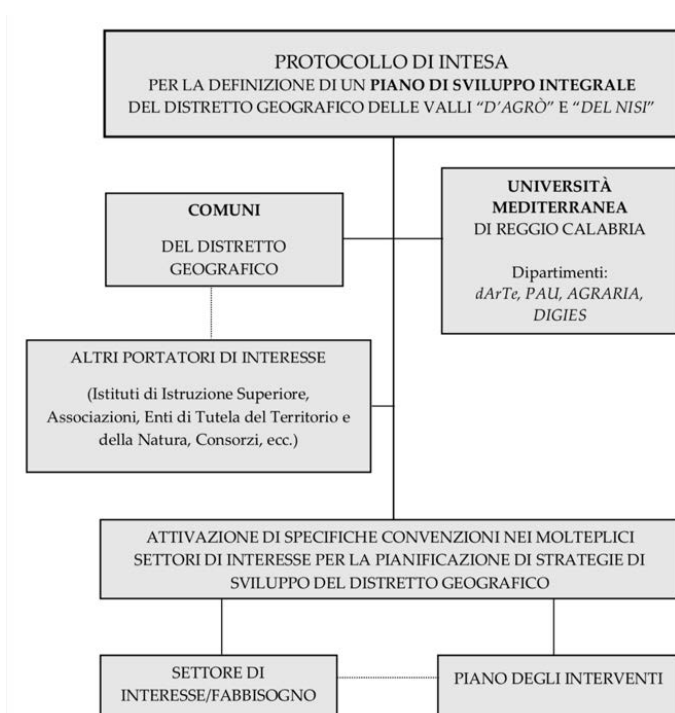 PROTOCOLLO DI INTESA
PER LA DEFINIZIONE DI UN PIANO DI SVILUPPO INTEGRALE
DEL DISTRETTO GEOGRAFICO DELLE VALLI “D’AGRÒ” E “DEL NISI”
COMUNI
DEL DISTRETTO
GEOGRAFICO
UNIVERSITÀ
MEDITERRANEA
DI REGGIO CALABRIA
Dipartimenti:
dArTe, PAU, AGRARIA,
DIGIES
ALTRI PORTATORI DI INTERESSE
(Istituti di Istruzione Superiore,
Associazioni, Enti di Tutela del Territorio e
della Natura, Consorzi, ecc.)
ATTIVAZIONE DI SPECIFICHE CONVENZIONI NEI MOLTEPLICI
SETTORI DI INTERESSE PER LA PIANIFICAZIONE DI STRATEGIE DI
SVILUPPO DEL DISTRETTO GEOGRAFICO
SETTORE DI
INTERESSE/FABBISOGNO
PIANO DEGLI INTERVENTI